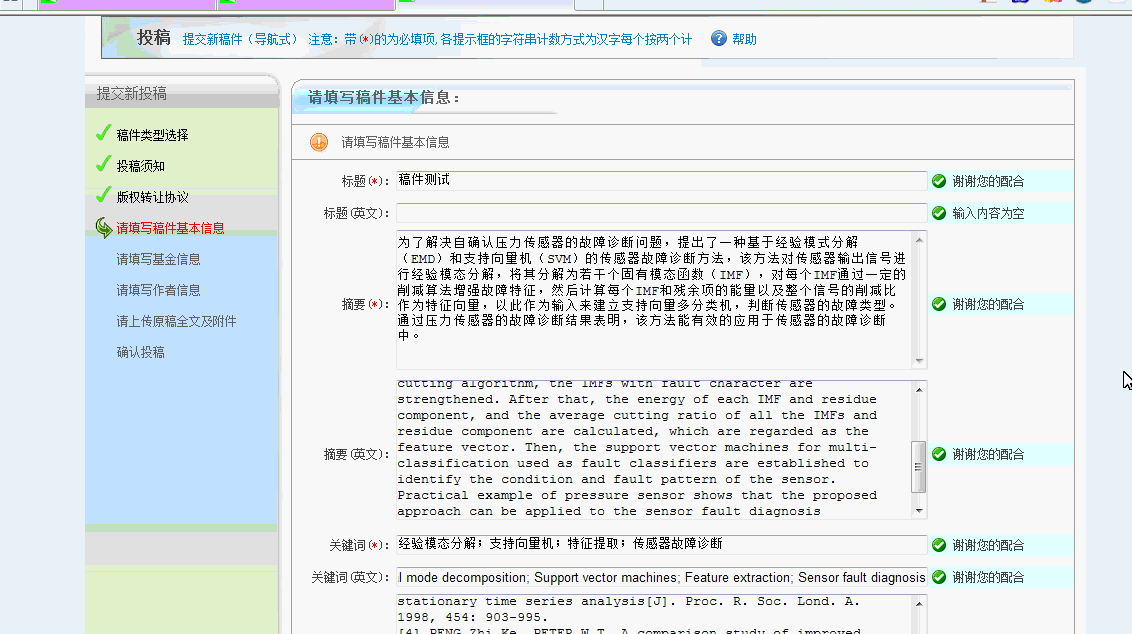 投稿 提交新稿件（导航式） 注意：带(*)的为必填项, 各提示框的字符串计数方式为汉字每个按两个计 帮助
提交新投稿
稿件类型选择
投稿须知
版权转让协议
请填写稿件基本信息
请填写基金信息
请填写作者信息
请上传原稿全文及附件
确认投稿
请填写稿件基本信息：
请填写稿件基本信息
标题(*)： 稿件测试 谢谢您的配合
标题(英文)： 输入内容为空
摘要(*)：
为了解决自确认压力传感器的故障诊断问题，提出了一种基于经验模式分解
（EMD）和支持向量机（SVM）的传感器故障诊断方法，该方法对传感器输出信号进
行经验模态分解，将其分解为若干个固有模态函数（IMF），对每个IMF通过一定的
削减算法增强故障特征，然后计算每个IMF和残余项的能量以及整个信号的削减比
作为特征向量，以此作为输入来建立支持向量多分类机，判断传感器的故障类型。
通过压力传感器的故障诊断结果表明，该方法能有效的应用于传感器的故障诊断
中。
谢谢您的配合
摘要(英文)：
cutting algorithm, the IMFs with fault character are
strengthened. After that, the energy of each IMF and residue
component, and the average cutting ratio of all the IMFs and
residue component are calculated, which are regarded as the
feature vector. Then, the support vector machines for multi-
classification used as fault classifiers are established to
identify the condition and fault pattern of the sensor.
Practical example of pressure sensor shows that the proposed
approach can be applied to the sensor fault diagnosis
谢谢您的配合
关键词(*)： 经验模态分解；支持向量机；特征提取；传感器故障诊断 谢谢您的配合
关键词(英文)： l mode decomposition; Support vector machines; Feature extraction; Sensor fault diagnosis 谢谢您的配合
stationary time series analysis[J]. Proc. R. Soc. Lond. A.
1998, 454: 903-995.
[4] PENG Zhi Ke, PETER W T. A comparison study of improved